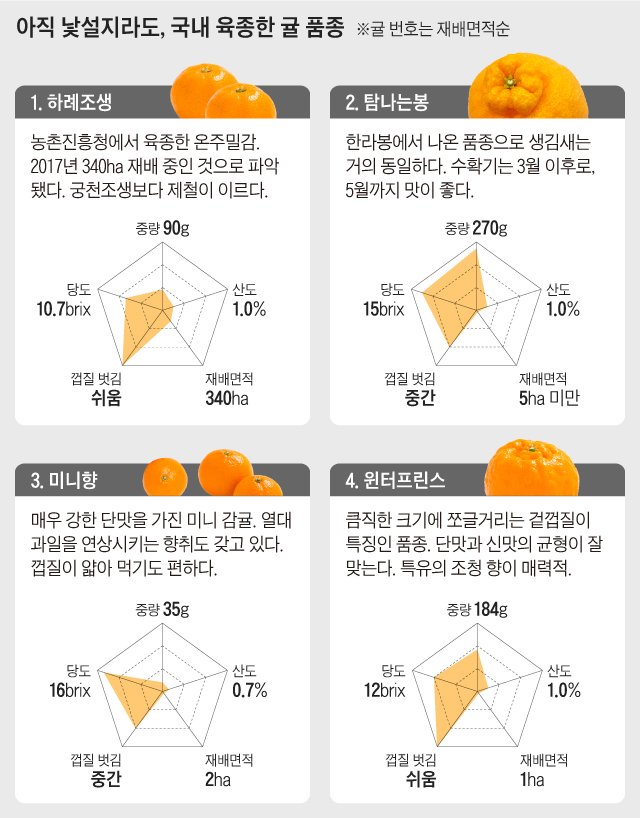 아직 낯설지라도, 국내 육종한 귤 품종 ※귤 번호는 재배면적순
1. 하례조생
농촌진흥청에서 육종한 온주밀감.
2017년 340ha 재배 중인 것으로 파악
됐다. 궁천조생보다 제철이 이르다.
중량 90g
당도
10.7brix
산도
1.0%
껍질 벗김
쉬움
재배면적
340ha
2. 탐나는봉
한라봉에서 나온 품종으로 생김새는
거의 동일하다. 수확기는 3월 이후로,
5월까지 맛이 좋다.
중량 270g
당도
15brix
산도
1.0%
껍질 벗김
중간
재배면적
5ha 미만
3. 미니향
매우 강한 단맛을 가진 미니 감귤. 열대
과일을 연상시키는 향취도 갖고 있다.
껍질이 얇아 먹기도 편하다.
중량 35g
당도
16brix
산도
0.7%
껍질 벗김
중간
재배면적
2ha
4. 윈터프린스
큼직한 크기에 쪼글거리는 겉껍질이
특징인 품종. 단맛과 신맛의 균형이 잘
맞는다. 특유의 조청 향이 매력적.
중량 184g
당도
12brix
산도
1.0%
껍질 벗김
쉬움
재배면적
1ha